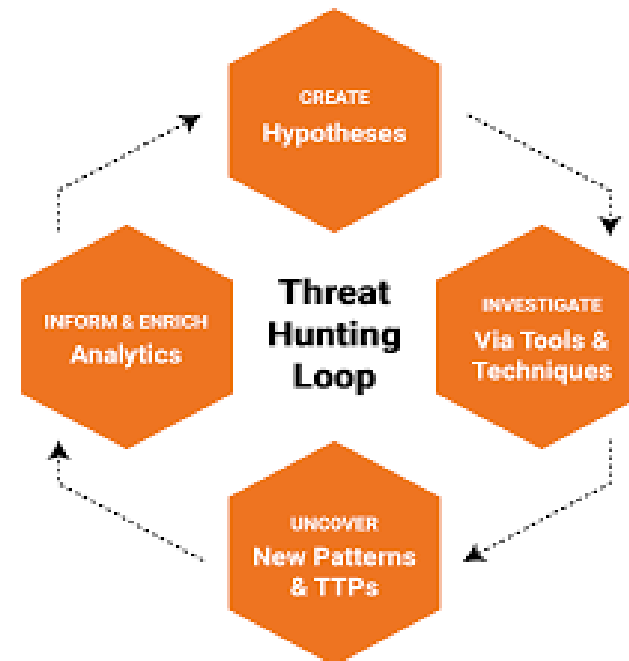 CREATE
Hypotheses
INFORM & ENRICH
Analytics
Threat
Hunting
Loop
INVESTIGATE
Via Tools &
Techniques
UNCOVER
New Patterns
& TTPs